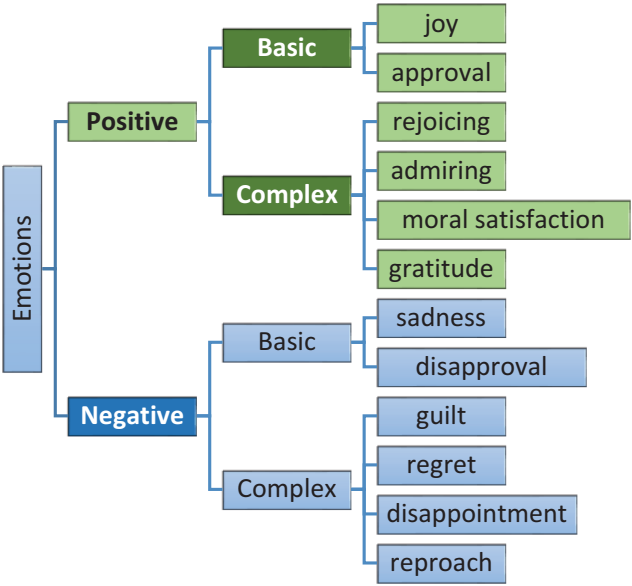 Emotions
Positive
Basic
joy
approval
Complex
rejoicing
admiring
moral satisfaction
gratitude
Negative
Basic
sadness
disapproval
Complex
guilt
regret
disappointment
reproach